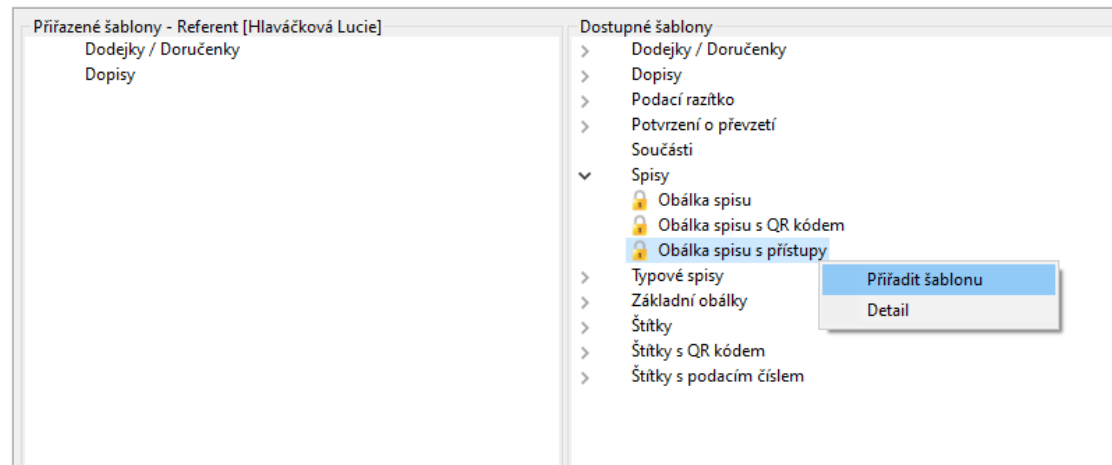 Přiřazené šablony - Referent [Hlaváčková Lucie]
Dodejky / Doručenky
Dopisy
Dostupné šablony
Dodejky / Doručenky
Dopisy
Podací razítko
Potvrzení o převzetí
Součásti
Spisy
Obálka spisu
Obálka spisu s QR kódem
Obálka spisu s přístupy
Typové spisy
Základní obálky
Štítky
Štítky s QR kódem
Štítky s podacím číslem
Přiřadit šablonu
Detail